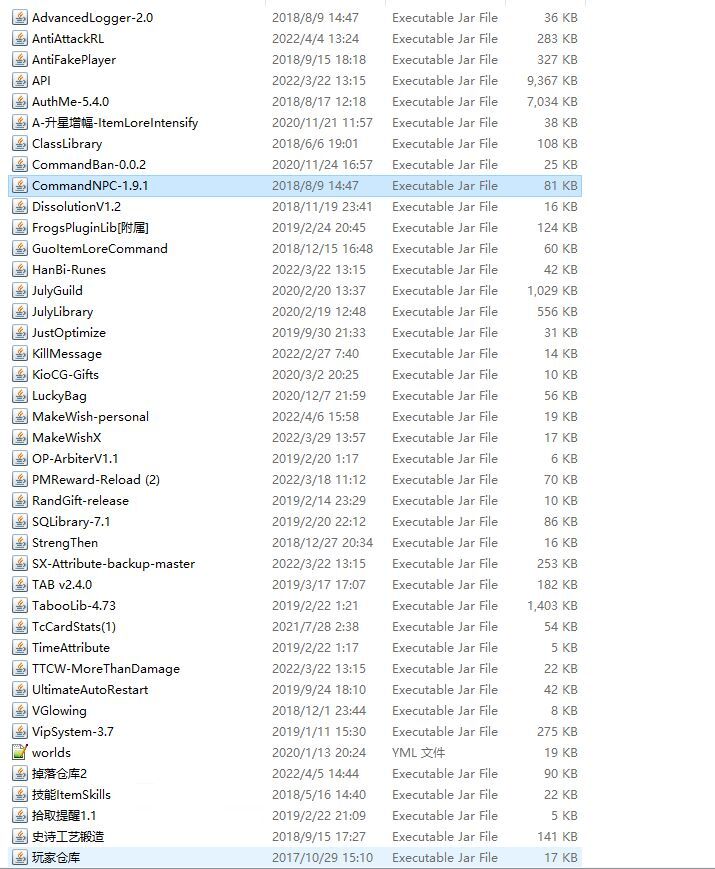 AdvancedLogger-2.0 2018/8/9 14:47 Executable Jar File 36 KB
AntiAttackRL 2022/4/4 13:24 Executable Jar File 283 KB
AntiFakePlayer 2018/9/15 18:18 Executable Jar File 327 KB
API 2022/3/22 13:15 Executable Jar File 9,367 KB
AuthMe-5.4.0 2018/8/17 12:18 Executable Jar File 7,034 KB
A-升星增幅-ItemLoreIntensify 2020/11/21 11:57 Executable Jar File 38 KB
ClassLibrary 2018/6/6 19:01 Executable Jar File 108 KB
CommandBan-0.0.2 2020/11/24 16:57 Executable Jar File 25 KB
CommandNPC-1.9.1 2018/8/9 14:47 Executable Jar File 81 KB
DissolutionV1.2 2018/11/19 23:41 Executable Jar File 16 KB
FrogsPluginLib[附属] 2019/2/24 20:45 Executable Jar File 124 KB
GuoItemLoreCommand 2018/12/15 16:48 Executable Jar File 60 KB
HanBi-Runes 2022/3/22 13:15 Executable Jar File 42 KB
JulyGuild 2020/2/20 13:37 Executable Jar File 1,029 KB
JulyLibrary 2020/2/19 12:48 Executable Jar File 556 KB
JustOptimize 2019/9/30 21:33 Executable Jar File 31 KB
KillMessage 2022/2/27 7:40 Executable Jar File 14 KB
KioCG-Gifts 2020/3/2 20:25 Executable Jar File 10 KB
LuckyBag 2020/12/7 21:59 Executable Jar File 56 KB
MakeWish-personal 2022/4/6 15:58 Executable Jar File 19 KB
MakeWishX 2022/3/29 13:57 Executable Jar File 17 KB
OP-ArbiterV1.1 2019/2/20 1:17 Executable Jar File 6 KB
PMReward-Reload (2) 2022/3/18 11:12 Executable Jar File 70 KB
RandGift-release 2019/2/14 23:29 Executable Jar File 10 KB
SQLibrary-7.1 2019/2/20 22:12 Executable Jar File 86 KB
StrengThen 2018/12/27 20:34 Executable Jar File 16 KB
SX-Attribute-backup-master 2022/3/22 13:15 Executable Jar File 253 KB
TAB v2.4.0 2019/3/17 17:07 Executable Jar File 182 KB
TabooLib-4.73 2019/2/22 1:21 Executable Jar File 1,403 KB
TcCardStats(1) 2021/7/28 2:38 Executable Jar File 54 KB
TimeAttribute 2019/2/22 1:17 Executable Jar File 5 KB
TTCW-MoreThanDamage 2022/3/22 13:15 Executable Jar File 22 KB
UltimateAutoRestart 2019/9/24 18:10 Executable Jar File 42 KB
VGlowing 2018/12/1 23:44 Executable Jar File 8 KB
VipSystem-3.7 2019/1/11 15:30 Executable Jar File 275 KB
worlds 2020/1/13 20:24 YML 文件 19 KB
掉落仓库2 2022/4/5 14:44 Executable Jar File 90 KB
技能ItemSkills 2018/5/16 14:40 Executable Jar File 22 KB
拾取提醒1.1 2019/2/22 21:09 Executable Jar File 5 KB
史诗工艺锻造 2018/9/15 17:27 Executable Jar File 141 KB
玩家仓库 2017/10/29 15:10 Executable Jar File 17 KB